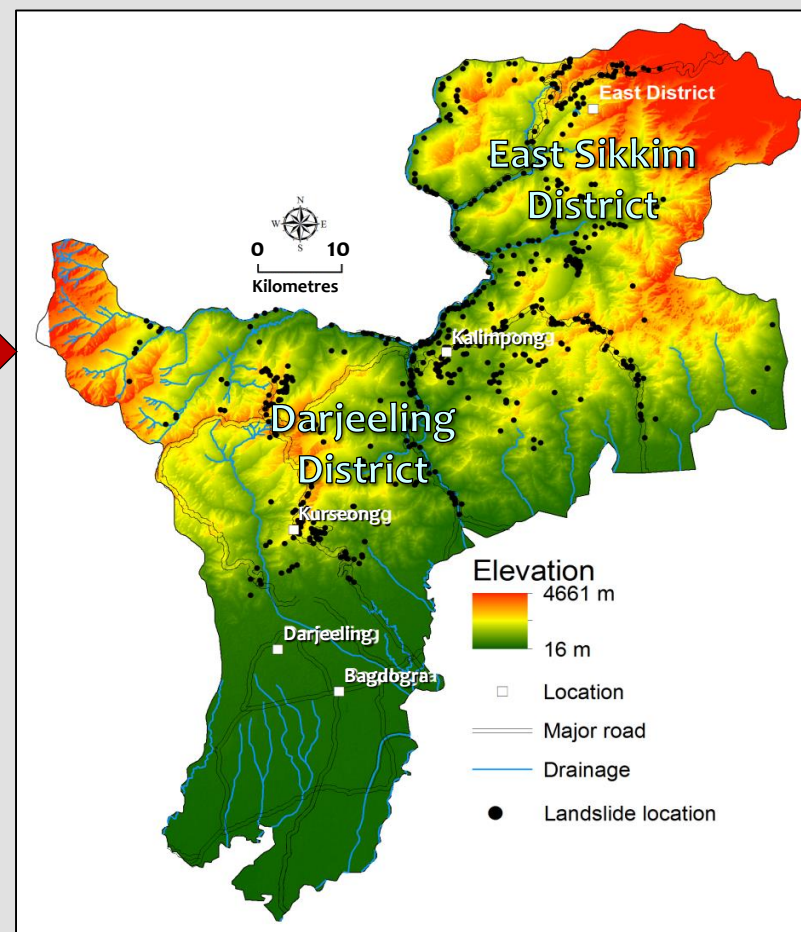 East District
East Sikkim
District
N
W E
S
0 10
Kilometres
Kalimpong
Darjeeling
District
Kurseong
Elevation
4661 m
16 m
Darjeeling
Bagdogra
Location
Major road
Drainage
Landslide location